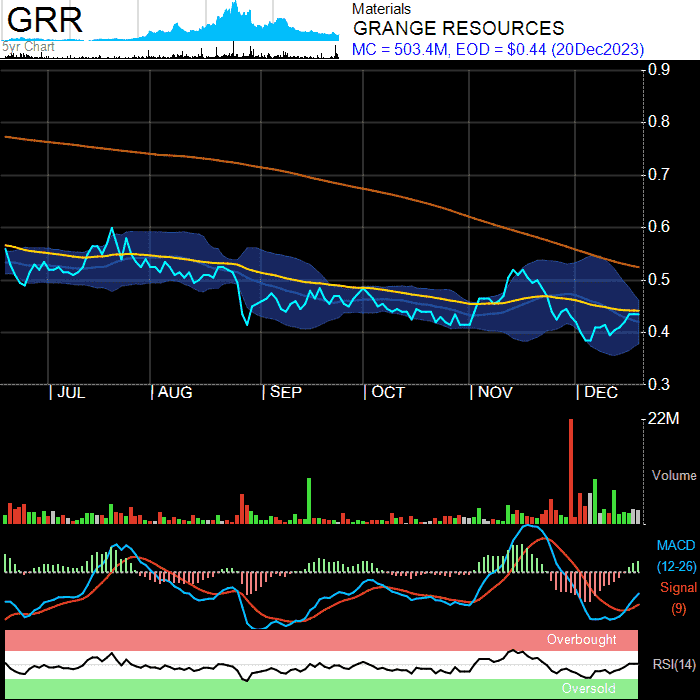 GRR
5yr Chart
Materials
GRANGE RESOURCES
MC = 503.4M, EOD = $0.44 (20Dec2023)
0.9
0.8
0.7
0.6
0.5
0.4
0.3
| JUL | AUG | SEP | OCT | NOV | DEC
22M
Volume
MACD
(12-26)
Signal
(9)
Overbought
RSI(14)
Oversold